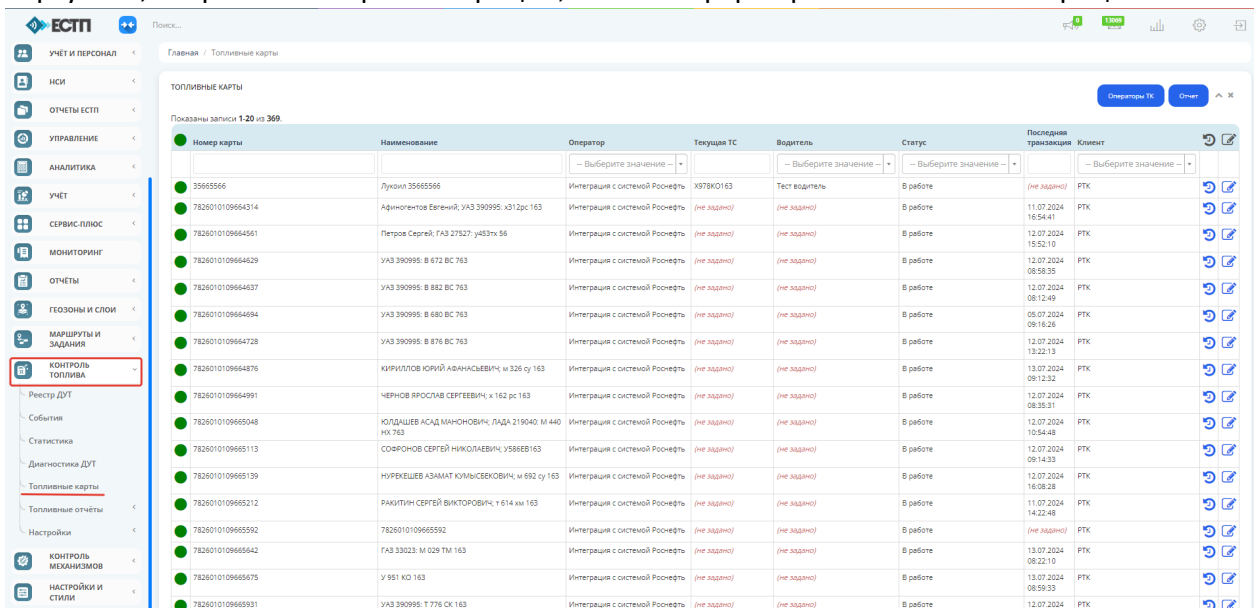 ЕСТП
Поиск...
0
13069
УЧЁТ И ПЕРСОНАЛ
НСИ
ОТЧЕТЫ ЕСТП
УПРАВЛЕНИЕ
АНАЛИТИКА
УЧЁТ
СЕРВИС-ПЛЮС
МОНИТОРИНГ
ОТЧЁТЫ
ГЕОЗОНЫ И СЛОИ
МАРШРУТЫ И
ЗАДАНИЯ
КОНТРОЛЬ
ТОПЛИВА
Реестр ДУТ
События
Статистика
Диагностика ДУТ
Топливные карты
Топливные отчёты
Настройки
КОНТРОЛЬ
МЕХАНИЗМОВ
НАСТРОЙКИ И
СТИЛИ
Главная / Топливные карты
ТОПЛИВНЫЕ КАРТЫ
Операторы ТК Отчет
Показаны записи 1-20 из 369.
Номер карты Наименование Оператор Текущая ТС Водитель Статус Последняя транзакция Клиент
-- Выберите значение -- -- Выберите значение -- -- Выберите значение -- -- Выберите значение --
35665566 Лукоил 35665566 Интеграция с системой Роснефть X978KO163 Тест водитель В работе (не задано) РТК
7826010109664314 Афиногентов Евгений; УАЗ 390995: х312рс 163 Интеграция с системой Роснефть (не задано) (не задано) В работе 11.07.2024 РТК
16:54:41
7826010109664561 Петров Сергей; ГАЗ 27527: у453тх 56 Интеграция с системой Роснефть (не задано) (не задано) В работе 12.07.2024 РТК
15:52:10
7826010109664629 УАЗ 390995: В 672 ВС 763 Интеграция с системой Роснефть (не задано) (не задано) В работе 12.07.2024 РТК
08:58:35
7826010109664637 УАЗ 390995: В 882 ВС 763 Интеграция с системой Роснефть (не задано) (не задано) В работе 12.07.2024 РТК
08:12:49
7826010109664694 УАЗ 390995: В 680 ВС 763 Интеграция с системой Роснефть (не задано) (не задано) В работе 05.07.2024 РТК
09:16:26
7826010109664728 УАЗ 390995: В 876 ВС 763 Интеграция с системой Роснефть (не задано) (не задано) В работе 12.07.2024 РТК
13:22:13
7826010109664876 КИРИЛЛОВ ЮРИЙ АФАНАСЬЕВИЧ; м 326 су 163 Интеграция с системой Роснефть (не задано) (не задано) В работе 13.07.2024 РТК
09:12:32
7826010109664991 ЧЕРНОВ ЯРОСЛАВ СЕРГЕЕВИЧ; х 162 рс 163 Интеграция с системой Роснефть (не задано) (не задано) В работе 12.07.2024 РТК
08:35:31
7826010109665048 ЮЛДАШЕВ АСАД МАНОНОВИЧ; ЛАДА 219040: М 440 Интеграция с системой Роснефть (не задано) (не задано) В работе 12.07.2024 РТК
НХ 763 10:54:48
7826010109665113 СОФРОНОВ СЕРГЕЙ НИКОЛАЕВИЧ; У586ЕВ163 Интеграция с системой Роснефть (не задано) (не задано) В работе 12.07.2024 РТК
09:14:33
7826010109665139 НУРЕКЕШЕВ АЗАМАТ КУМЫСБЕКОВИЧ; м 692 су 163 Интеграция с системой Роснефть (не задано) (не задано) В работе 12.07.2024 РТК
16:08:28
7826010109665212 РАКИТИН СЕРГЕЙ ВИКТОРОВИЧ; т 614 хм 163 Интеграция с системой Роснефть (не задано) (не задано) В работе 11.07.2024 РТК
14:22:48
7826010109665592 7826010109665592 Интеграция с системой Роснефть (не задано) (не задано) В работе (не задано) РТК
7826010109665642 ГАЗ 33023: М 029 ТМ 163 Интеграция с системой Роснефть (не задано) (не задано) В работе 13.07.2024 РТК
08:22:10
7826010109665675 У 951 КО 163 Интеграция с системой Роснефть (не задано) (не задано) В работе 13.07.2024 РТК
08:59:33
7826010109665931 УАЗ 390995: Т 776 СК 163 Интеграция с системой Роснефть (не задано) (не задано) В работе 12.07.2024 РТК